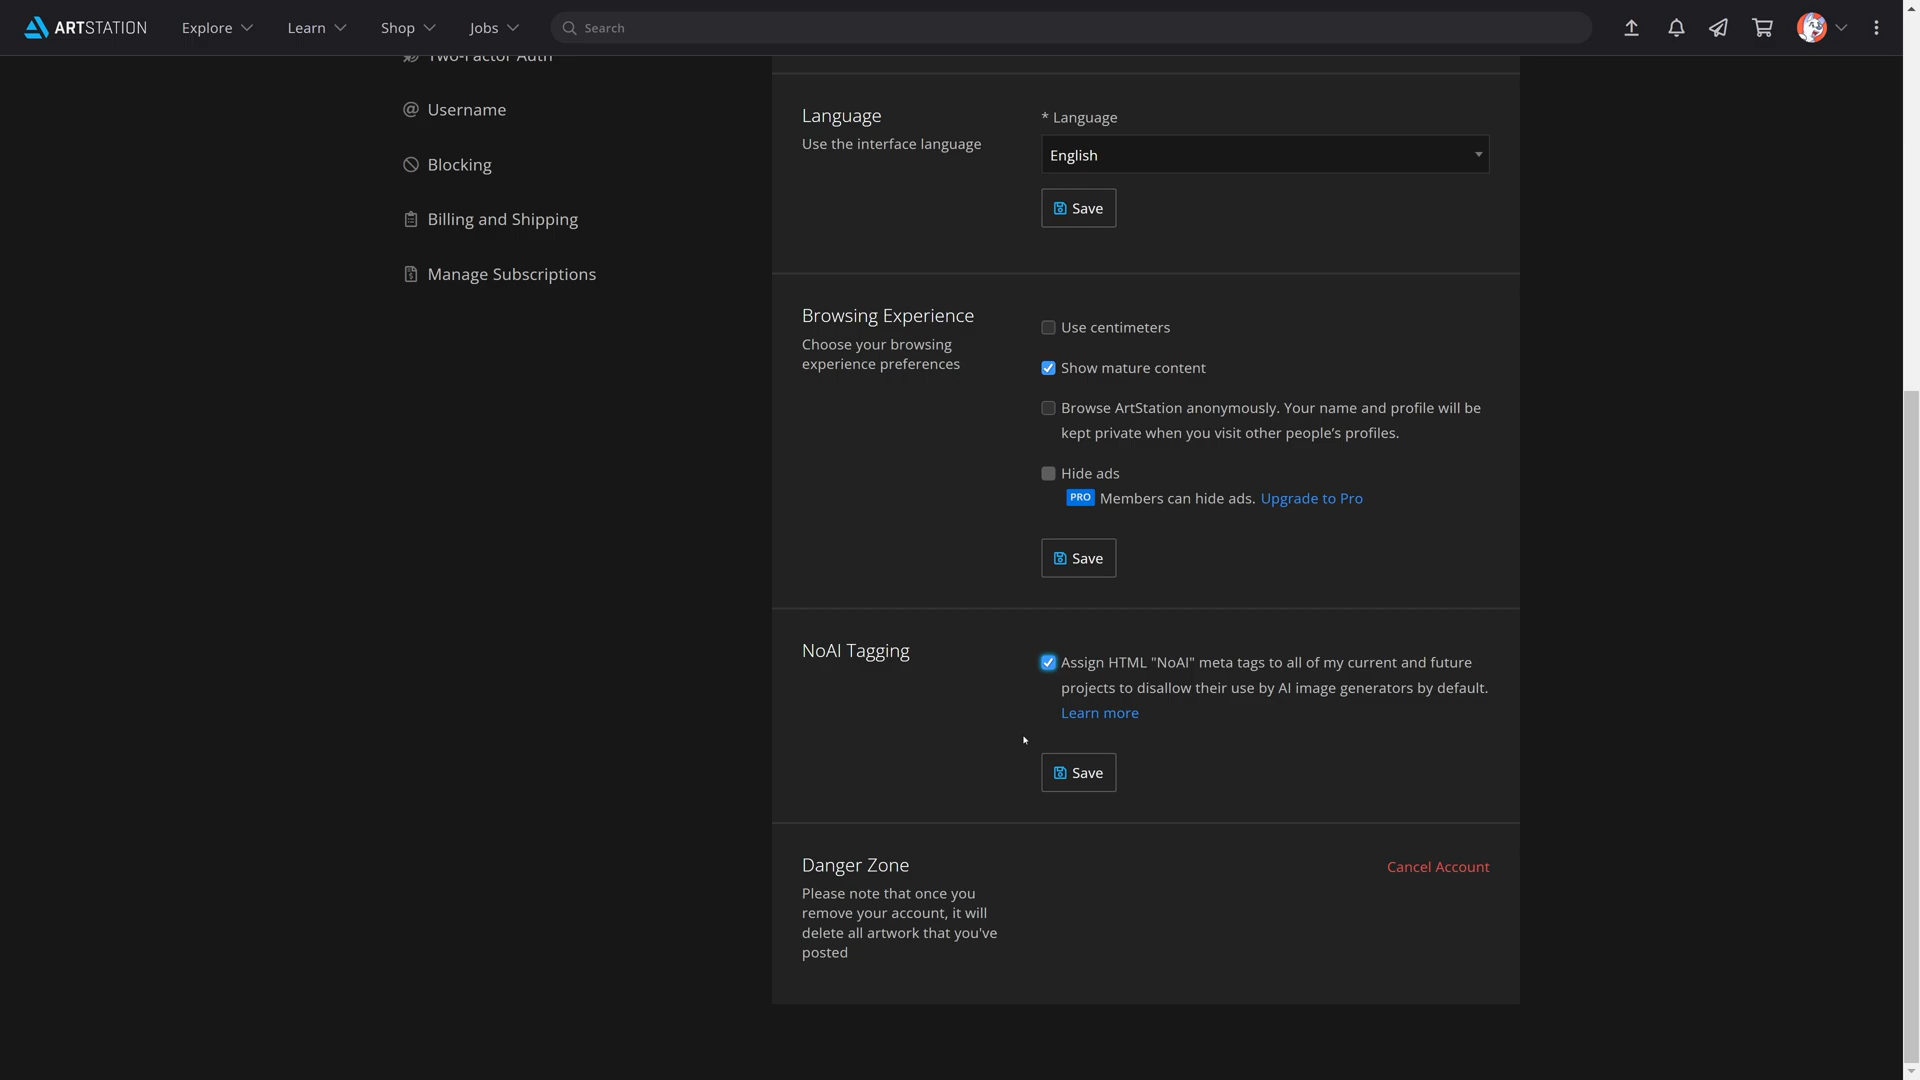 ARTSTATION
Explore
Learn
Shop
Jobs
Search
Two-Factor Auth
Username
Blocking
Billing and Shipping
Manage Subscriptions
Language
Use the interface language
* Language
English
Save
Browsing Experience
Choose your browsing
experience preferences
Use centimeters
Show mature content
Browse ArtStation anonymously. Your name and profile will be
kept private when you visit other people’s profiles.
Hide ads
PRO Members can hide ads. Upgrade to Pro
Save
NoAI Tagging
Assign HTML "NoAI" meta tags to all of my current and future
projects to disallow their use by AI image generators by default.
Learn more
Save
Danger Zone
Please note that once you
remove your account, it will
delete all artwork that you've
posted
Cancel Account